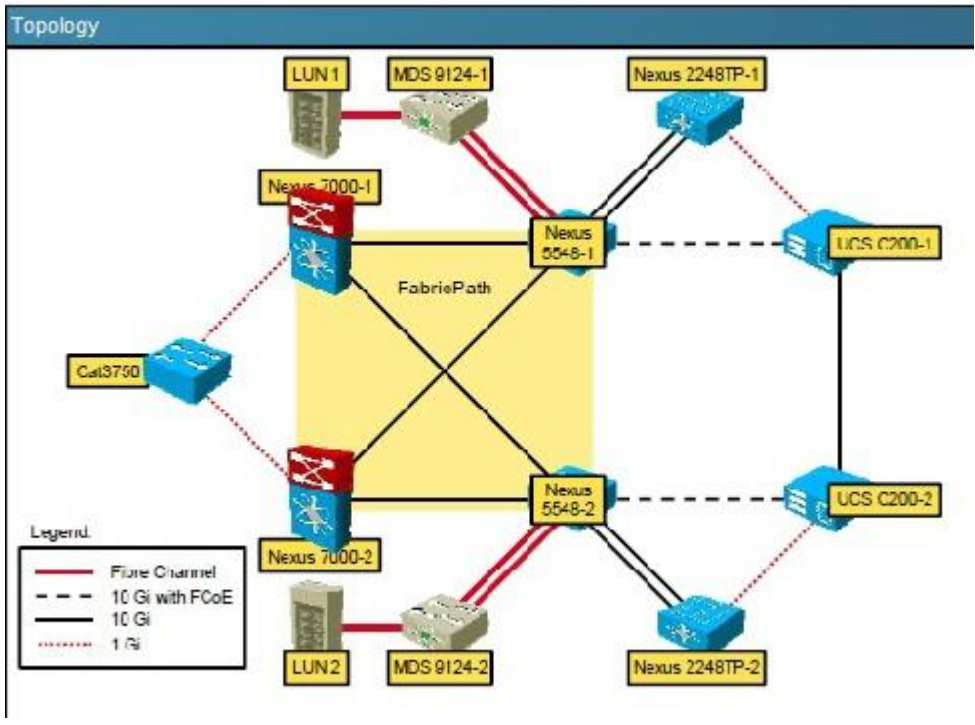 Topology
LUN 1
MDS 9124-1
Nexus 2248TP-1
Nexus 7000-1
Nexus
5548-1
UCS C200-1
FabricPath
Cat3750
Nexus
5548-2
UCS C200-2
Legend:
Nexus 7000-2
Fibre Channel
10 Gi with FCoE
10 Gi
1 Gi
LUN 2
MDS 9124-2
Nexus 2248TP-2